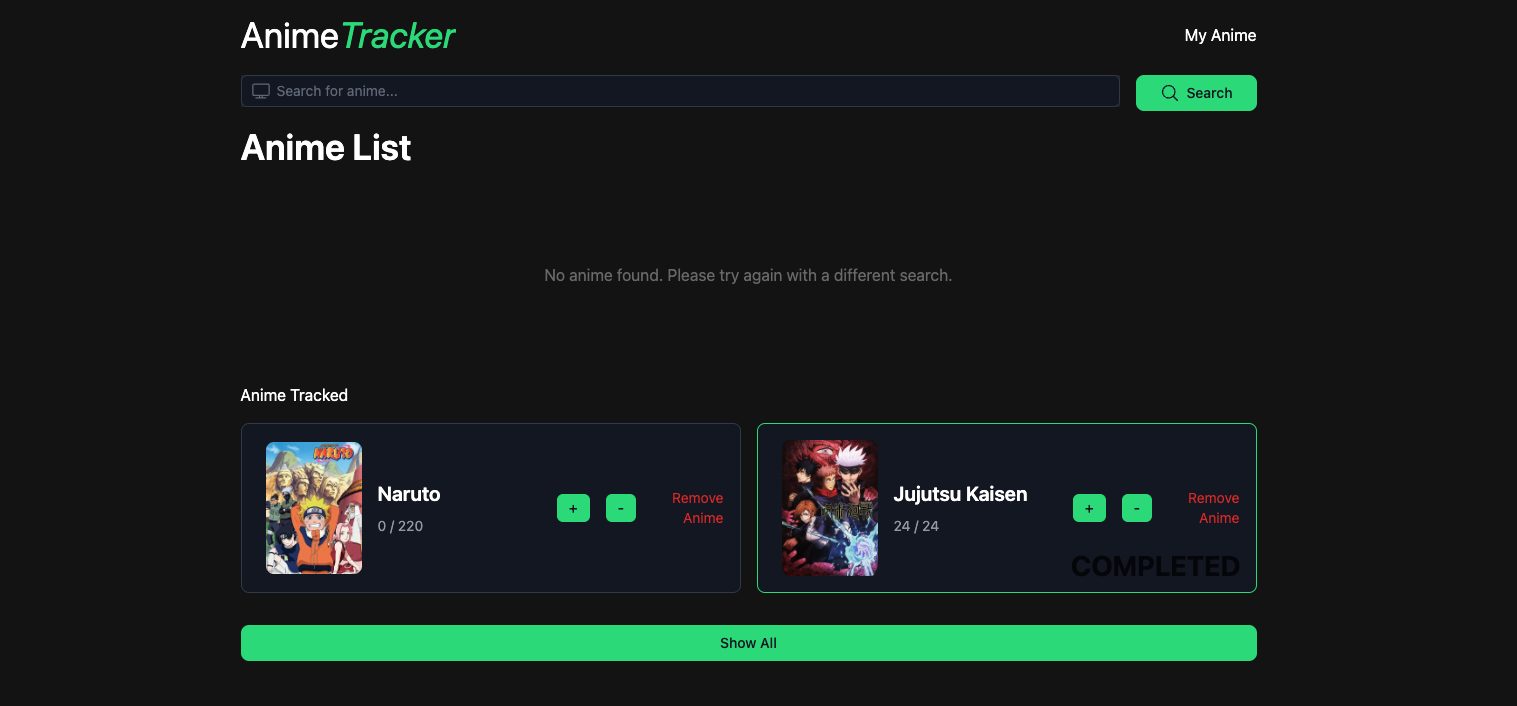 AnimeTracker
My Anime
Search for anime...
Search
Anime List
No anime found. Please try again with a different search.
Anime Tracked
NARUTO
Naruto
0 / 220
+
-
Remove
Anime
Jujutsu Kaisen
24 / 24
+
-
Remove
Anime
COMPLETED
Show All